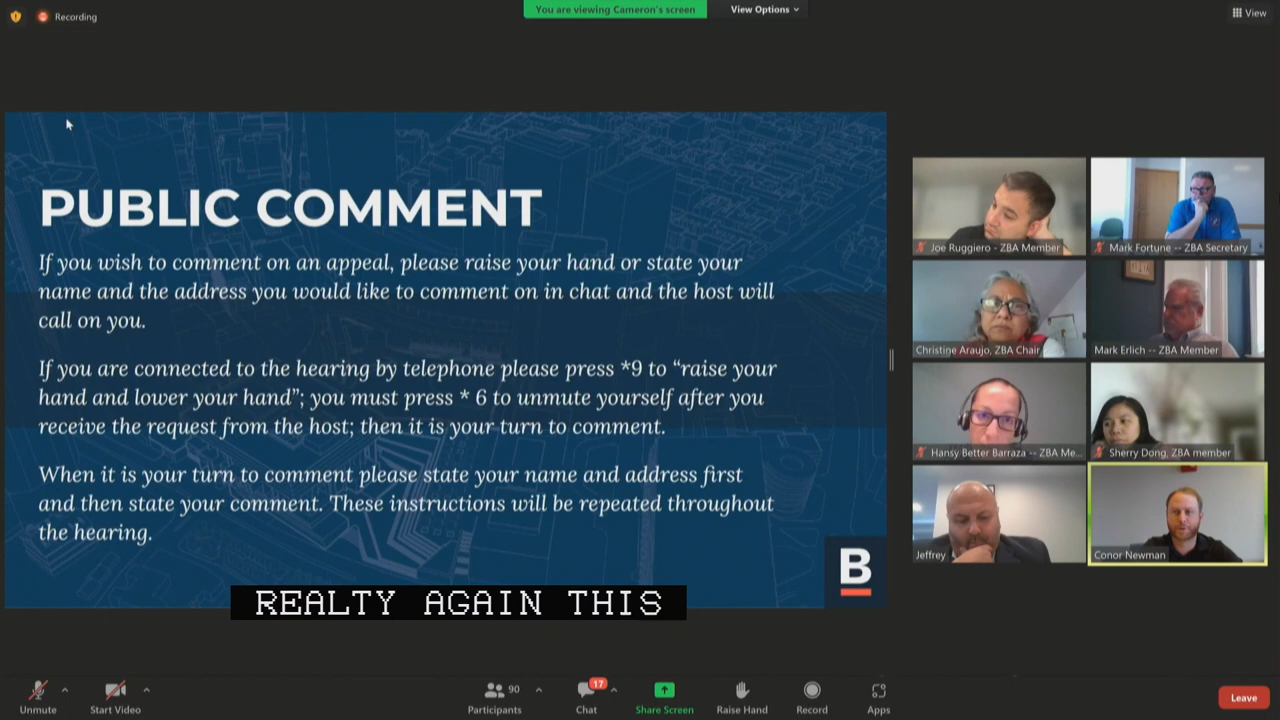 Recording
You are viewing Cameron's screen
View Options
View
PUBLIC COMMENT
If you wish to comment on an appeal, please raise your hand or state your
name and the address you would like to comment on in chat and the host will
call on you.
If you are connected to the hearing by telephone please press *9 to “raise your
hand and lower your hand”; you must press * 6 to unmute yourself after you
receive the request from the host; then it is your turn to comment.
When it is your turn to comment please state your name and address first
and then state your comment. These instructions will be repeated throughout
the hearing.
B
REALTY AGAIN THIS
Joe Ruggiero - ZBA Member
Mark Fortune -- ZBA Secretary
Christine Araujo, ZBA Chair
Mark Erlich -- ZBA Member
Hansy Better Barraza -- ZBA Me...
Sherry Dong, ZBA member
Jeffrey
Conor Newman
Unmute
Start Video
90
Participants
17
Chat
Share Screen
Raise Hand
Record
Apps
Leave